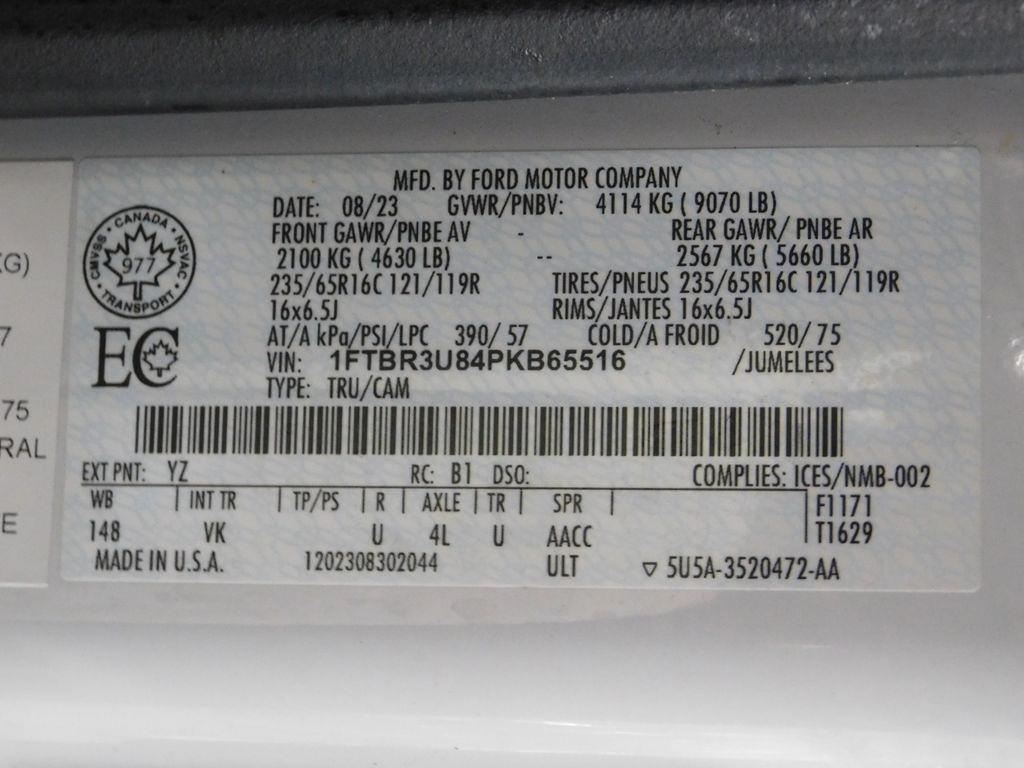 MFD. BY FORD MOTOR COMPANY
DATE: 08/23 GVWR/PNBV: 4114 KG ( 9070 LB)
FRONT GAWR/PNBE AV - REAR GAWR/ PNBE AR
2100 KG ( 4630 LB) -- 2567 KG ( 5660 LB)
235/65R16C 121/119R TIRES/PNEUS 235/65R16C 121/119R
16x6.5J RIMS/JANTES 16x6.5J
AT/A kPa/PSI/LPC 390/ 57 COLD/A FROID 520/ 75
VIN: 1FTBR3U84PKB65516 /JUMELEES
TYPE: TRU/CAM
CANADA
CMVSS · NSVAC
977
TRANSPORT
EC
EXT PNT: YZ RC: B1 DSO: COMPLIES: ICES/NMB-002
WB | INT TR | TP/PS | R | AXLE | TR | SPR | F1171
148 VK U 4L U AACC T1629
MADE IN U.S.A. 1202308302044 ULT ▽ 5U5A-3520472-AA
KG)
7
75
RAL
E